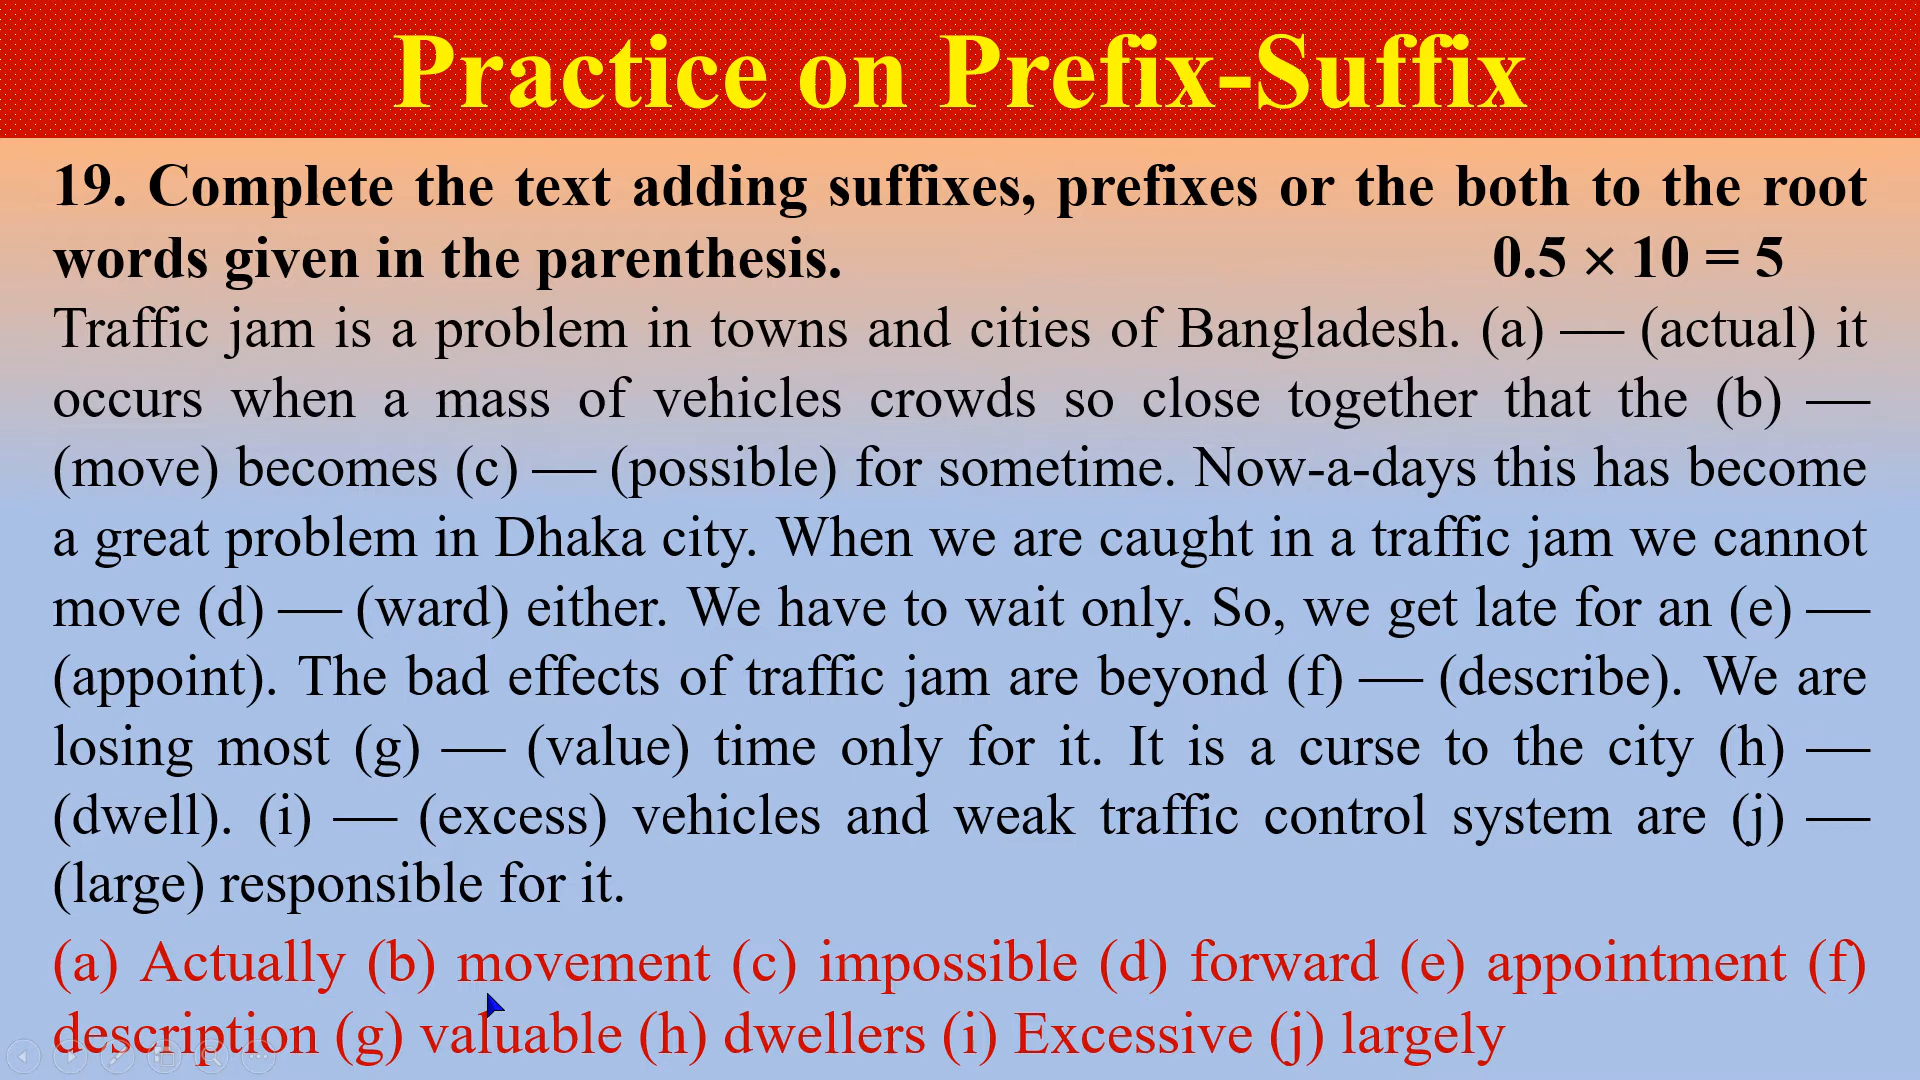 Practice on Prefix-Suffix
19. Complete the text adding suffixes, prefixes or the both to the root
words given in the parenthesis. 0.5 × 10 = 5
Traffic jam is a problem in towns and cities of Bangladesh. (a) — (actual) it
occurs when a mass of vehicles crowds so close together that the (b) —
(move) becomes (c) — (possible) for sometime. Now-a-days this has become
a great problem in Dhaka city. When we are caught in a traffic jam we cannot
move (d) — (ward) either. We have to wait only. So, we get late for an (e) —
(appoint). The bad effects of traffic jam are beyond (f) — (describe). We are
losing most (g) — (value) time only for it. It is a curse to the city (h) —
(dwell). (i) — (excess) vehicles and weak traffic control system are (j) —
(large) responsible for it.
(a) Actually (b) movement (c) impossible (d) forward (e) appointment (f)
description (g) valuable (h) dwellers (i) Excessive (j) largely